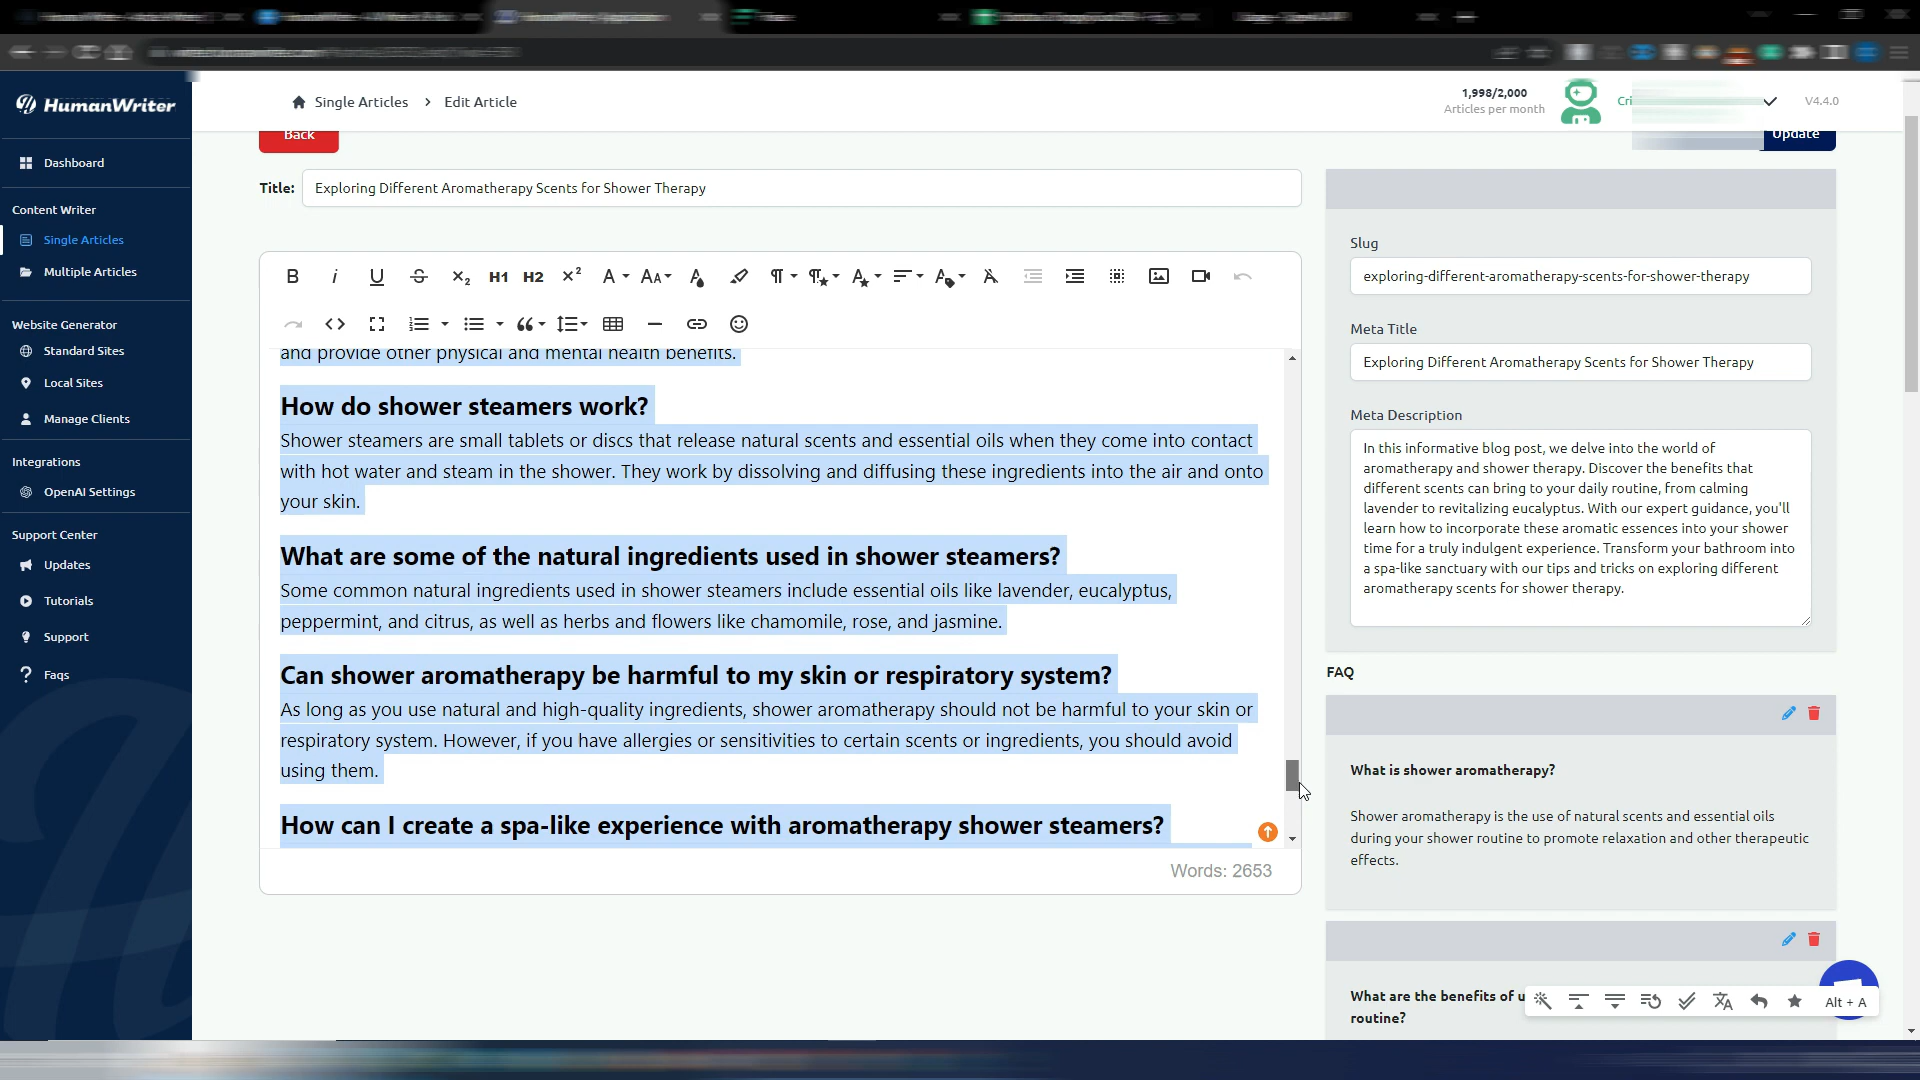 HumanWriter
Single Articles > Edit Article
1,998/2,000
Articles per month
Cri
V4.4.0
Back
Update
Dashboard
Content Writer
Single Articles
Multiple Articles
Website Generator
Standard Sites
Local Sites
Manage Clients
Integrations
OpenAI Settings
Support Center
Updates
Tutorials
Support
Faqs
Title:
Exploring Different Aromatherapy Scents for Shower Therapy
H1 H2
and provide other physical and mental health benefits.
How do shower steamers work?
Shower steamers are small tablets or discs that release natural scents and essential oils when they come into contact
with hot water and steam in the shower. They work by dissolving and diffusing these ingredients into the air and onto
your skin.
What are some of the natural ingredients used in shower steamers?
Some common natural ingredients used in shower steamers include essential oils like lavender, eucalyptus,
peppermint, and citrus, as well as herbs and flowers like chamomile, rose, and jasmine.
Can shower aromatherapy be harmful to my skin or respiratory system?
As long as you use natural and high-quality ingredients, shower aromatherapy should not be harmful to your skin or
respiratory system. However, if you have allergies or sensitivities to certain scents or ingredients, you should avoid
using them.
How can I create a spa-like experience with aromatherapy shower steamers?
Words: 2653
Slug
exploring-different-aromatherapy-scents-for-shower-therapy
Meta Title
Exploring Different Aromatherapy Scents for Shower Therapy
Meta Description
In this informative blog post, we delve into the world of
aromatherapy and shower therapy. Discover the benefits that
different scents can bring to your daily routine, from calming
lavender to revitalizing eucalyptus. With our expert guidance, you'll
learn how to incorporate these aromatic essences into your shower
time for a truly indulgent experience. Transform your bathroom into
a spa-like sanctuary with our tips and tricks on exploring different
aromatherapy scents for shower therapy.
FAQ
What is shower aromatherapy?
Shower aromatherapy is the use of natural scents and essential oils
during your shower routine to promote relaxation and other therapeutic
effects.
What are the benefits of u
routine?
Alt + A